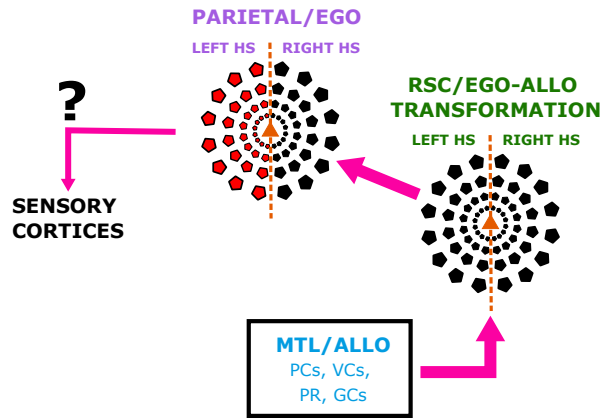 PARIETAL/EGO
LEFT HS RIGHT HS
?
RSC/EGO-ALLO
TRANSFORMATION
LEFT HS RIGHT HS
SENSORY
CORTICES
MTL/ALLO
PCs, VCs,
PR, GCs